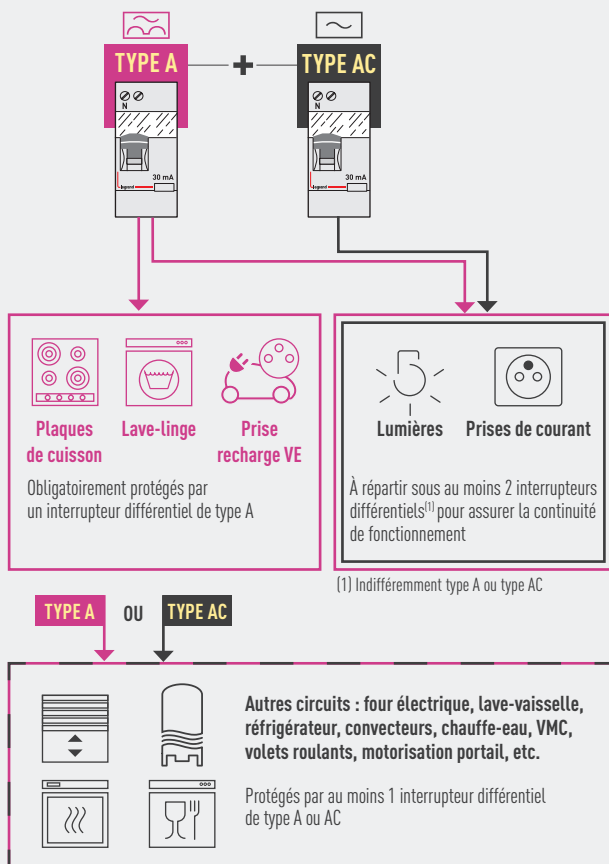 TYPE A
+
TYPE AC
N
30 mA
legrand
N
30 mA
legrand
Plaques
de cuisson
Lave-linge
Prise
recharge VE
Obligatoirement protégés par
un interrupteur différentiel de type A
Lumières
Prises de courant
À répartir sous au moins 2 interrupteurs
différentiels(1) pour assurer la continuité
de fonctionnement
(1) Indifféremment type A ou type AC
TYPE A
OU
TYPE AC
Autres circuits : four électrique, lave-vaisselle,
réfrigérateur, convecteurs, chauffe-eau, VMC,
volets roulants, motorisation portail, etc.
Protégés par au moins 1 interrupteur différentiel
de type A ou AC